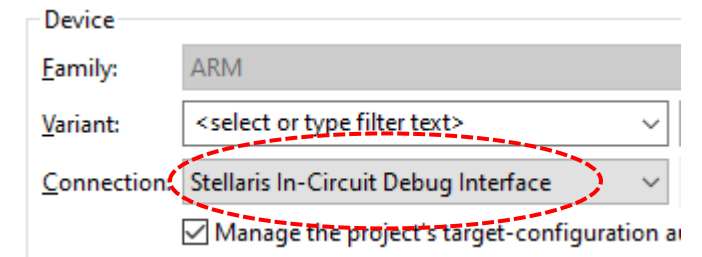 Device
Family: ARM
Variant: <select or type filter text>
Connection: Stellaris In-Circuit Debug Interface
Manage the project's target-configuration